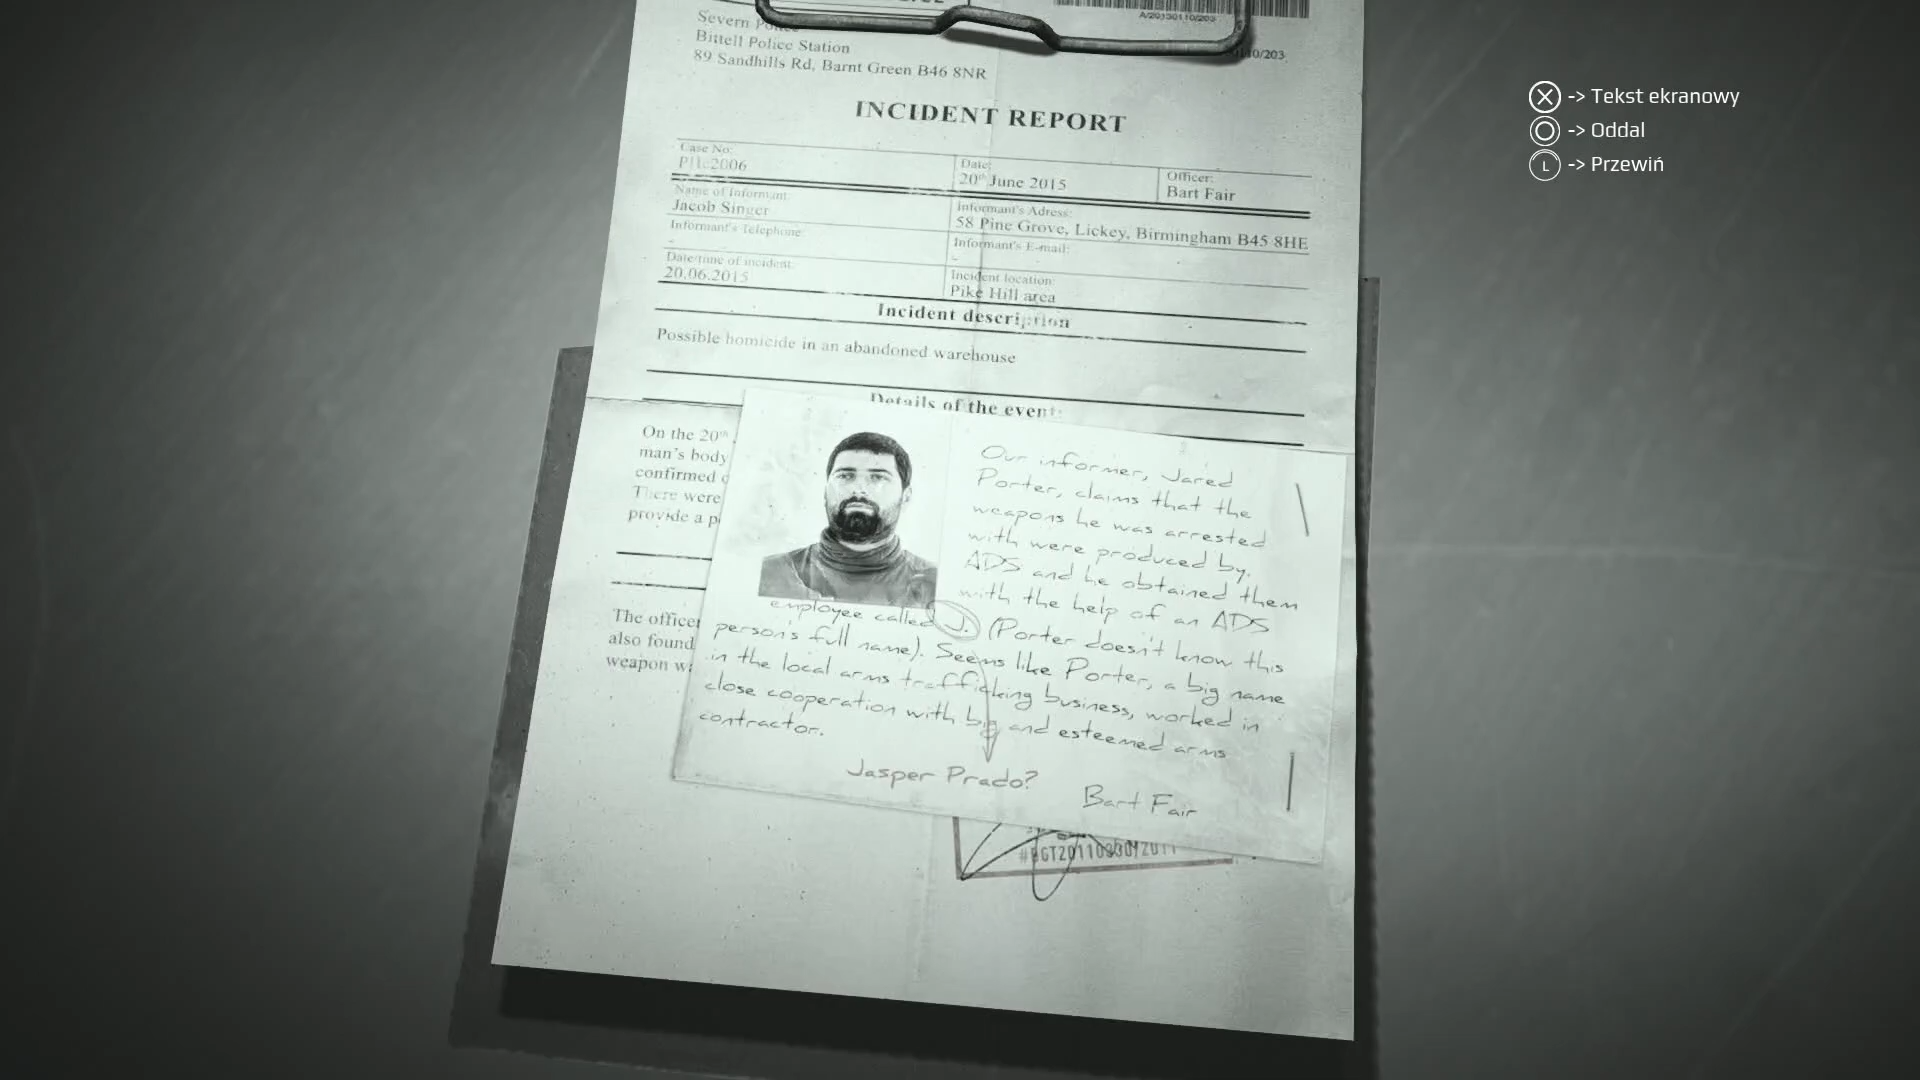 Severn Police
Bittell Police Station
89 Sandhills Rd, Barnt Green B46 8NR
A/20130110/203
INCIDENT REPORT
Case No:
Date:
20th June 2015
Officer:
Bart Fair
Name of Informant:
Jacob Singer
Informant's Adress:
58 Pine Grove, Lickey, Birmingham B45 8HE
Informant's Telephone:
-
Informant's E-mail:
-
Date/time of incident:
20.06.2015
Incident location:
Pike Hill area
Incident description
Possible homicide in an abandoned warehouse
Details of the event:
On the 20th
man's body
confirmed
There were
provide a p
The officer
also found
weapon w
Our informer, Jared
Porter, claims that the
weapons he was arrested
with were produced by
ADS and he obtained them
with the help of an ADS
employee called J. (Porter doesn't know this
person's full name). Seems like Porter, a big name
in the local arms trafficking business, worked in
close cooperation with big and esteemed arms
contractor.
Jasper Prado?
Bart Fair
X -> Tekst ekranowy
O -> Oddal
L -> Przewiń